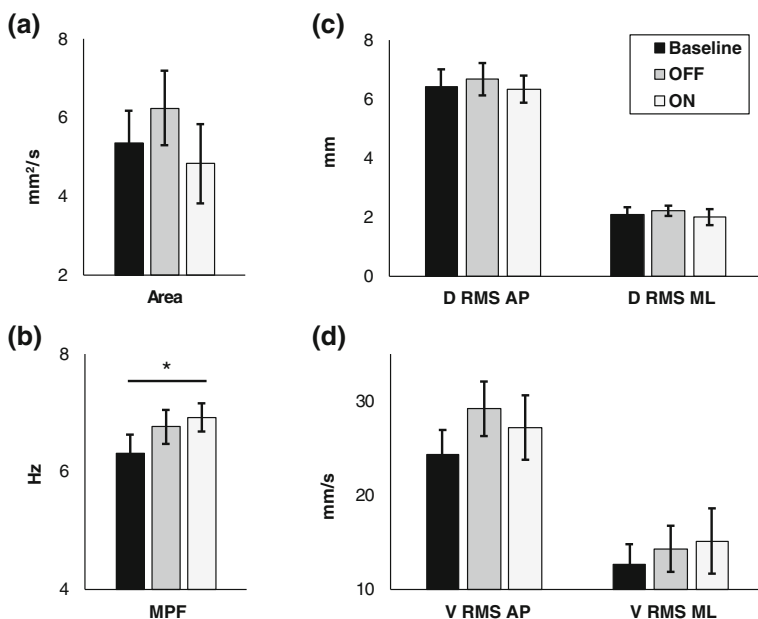 (a)
8
6
4
2
mm²/s
Area
(c)
8
6
4
2
0
mm
D RMS AP
D RMS ML
Baseline
OFF
ON
(b)
8
6
4
Hz
*
MPF
(d)
30
20
10
mm/s
V RMS AP
V RMS ML